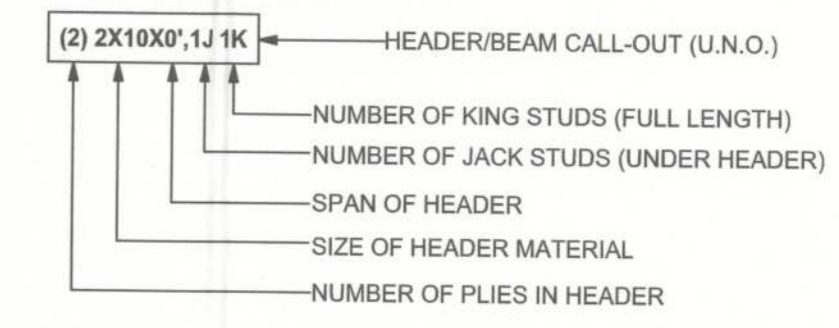 (2) 2X10X0',1J 1K
HEADER/BEAM CALL-OUT (U.N.O.)
NUMBER OF KING STUDS (FULL LENGTH)
NUMBER OF JACK STUDS (UNDER HEADER)
SPAN OF HEADER
SIZE OF HEADER MATERIAL
NUMBER OF PLIES IN HEADER